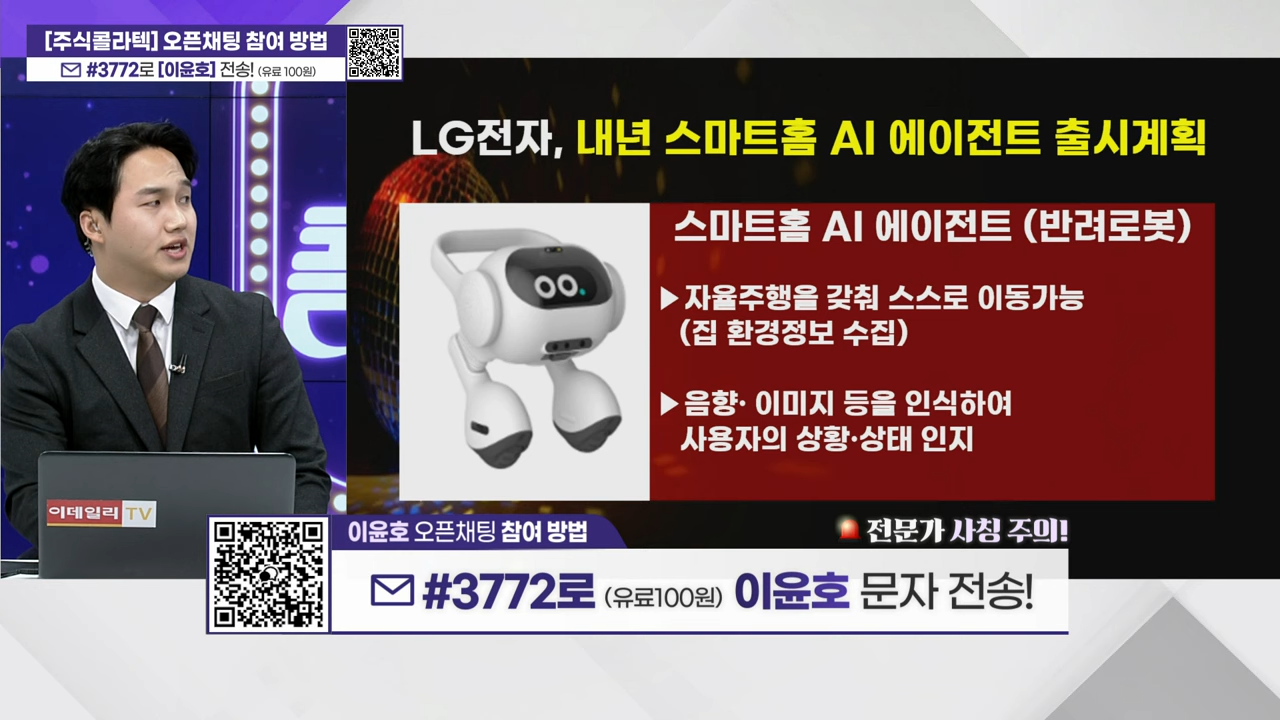 [주식콜라텍] 오픈채팅 참여 방법
#3772로 [이윤호] 전송! (유료 100원)
LG전자, 내년 스마트홈 AI 에이전트 출시계획
스마트홈 AI 에이전트 (반려로봇)
▶자율주행을 갖춰 스스로 이동가능
(집 환경정보 수집)
▶음향· 이미지 등을 인식하여
사용자의 상황·상태 인지
이데일리 TV
이윤호 오픈채팅 참여 방법
전문가 사칭 주의!
#3772로 (유료100원) 이윤호 문자 전송!